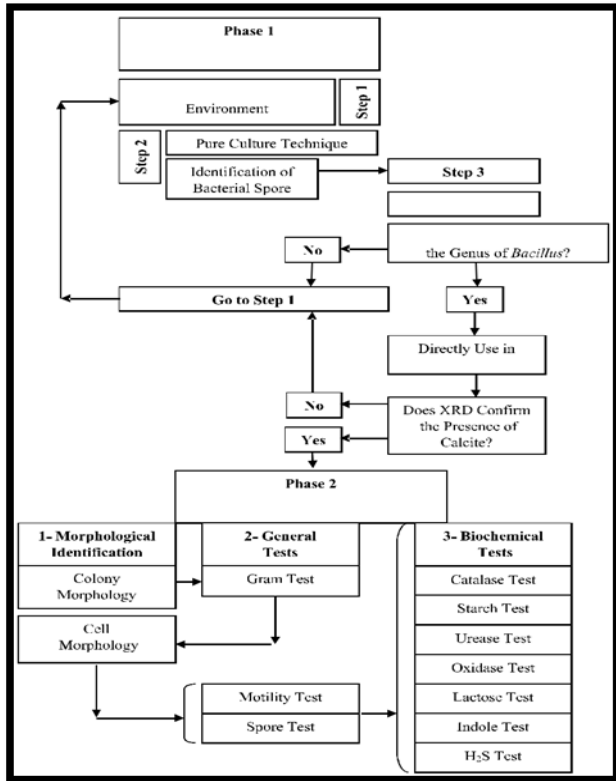 Phase 1
Environment
Step 1
Step 2
Pure Culture Technique
Identification of
Bacterial Spore
Step 3
the Genus of Bacillus?
No
Yes
Go to Step 1
Directly Use in
No
Does XRD Confirm
the Presence of
Calcite?
Yes
Phase 2
1- Morphological
Identification
Colony
Morphology
2- General
Tests
Gram Test
3- Biochemical
Tests
Catalase Test
Starch Test
Urease Test
Oxidase Test
Lactose Test
Indole Test
H₂S Test
Cell
Morphology
Motility Test
Spore Test